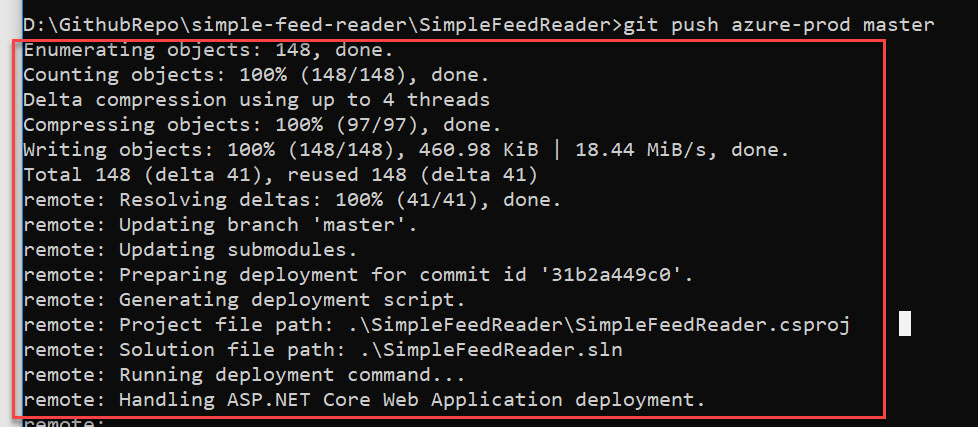 D:\GithubRepo\simple-feed-reader\SimpleFeedReader>git push azure-prod master
Enumerating objects: 148, done.
Counting objects: 100% (148/148), done.
Delta compression using up to 4 threads
Compressing objects: 100% (97/97), done.
Writing objects: 100% (148/148), 460.98 KiB | 18.44 MiB/s, done.
Total 148 (delta 41), reused 148 (delta 41)
remote: Resolving deltas: 100% (41/41), done.
remote: Updating branch 'master'.
remote: Updating submodules.
remote: Preparing deployment for commit id '31b2a449c0'.
remote: Generating deployment script.
remote: Project file path: .\SimpleFeedReader\SimpleFeedReader.csproj
remote: Solution file path: .\SimpleFeedReader.sln
remote: Running deployment command...
remote: Handling ASP.NET Core Web Application deployment.
remote: